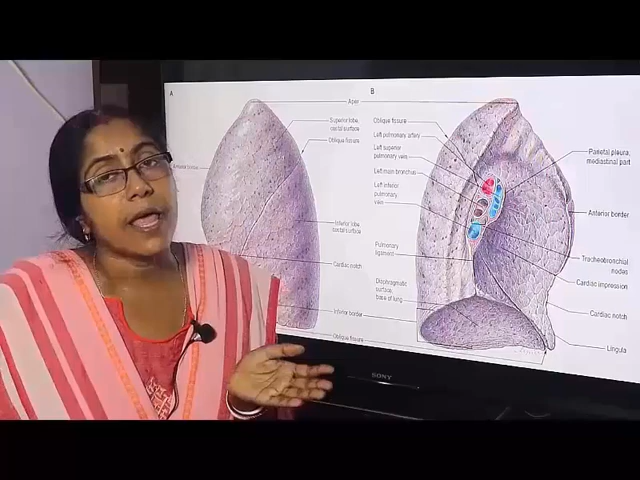 A
B
Apex
Superior lobe,
costal surface
Oblique fissure
Anterior border
Inferior lobe
costal surface
Cardiac notch
Inferior border
Oblique fissure
Oblique fissure
Left pulmonary artery
Left superior
pulmonary vein
Left main bronchus
Left inferior
pulmonary
vein
Pulmonary
ligament
Diaphragmatic
surface,
base of lung
Parietal pleura,
mediastinal part
Anterior border
Tracheobronchial
nodes
Cardiac impression
Cardiac notch
Lingula
SONY